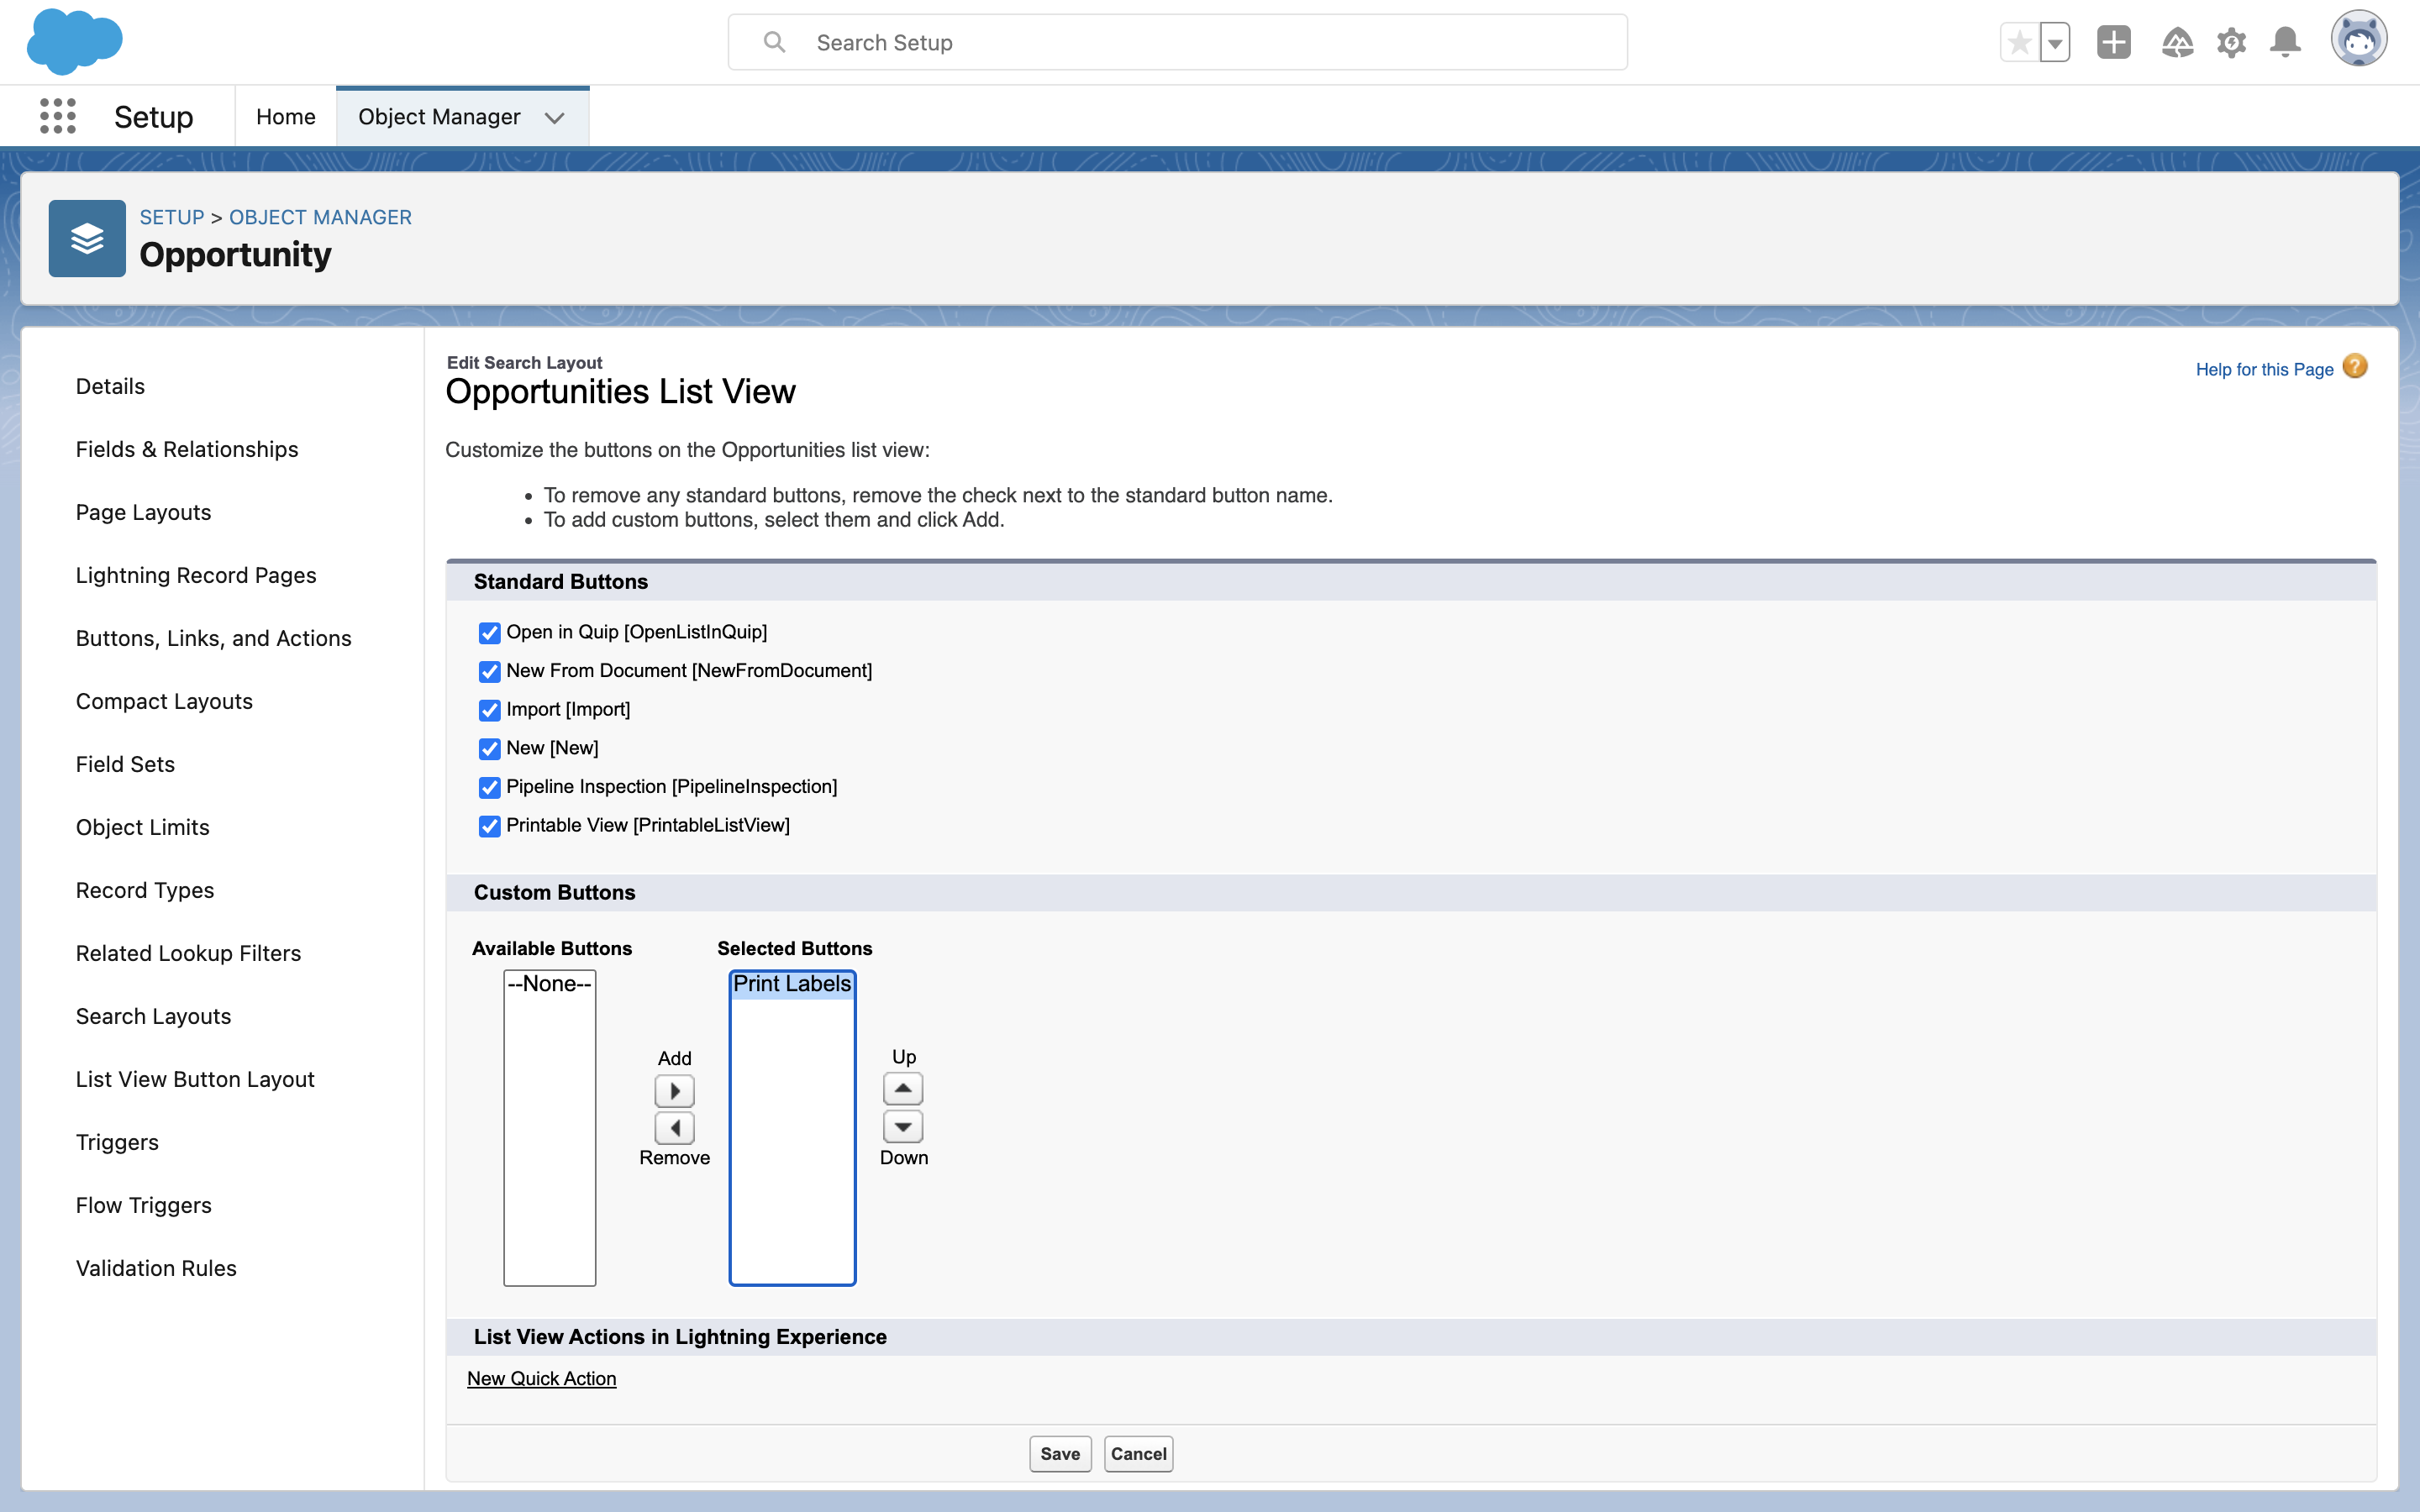 Search Setup
Setup
Home
Object Manager
SETUP > OBJECT MANAGER
Opportunity
Details
Fields & Relationships
Page Layouts
Lightning Record Pages
Buttons, Links, and Actions
Compact Layouts
Field Sets
Object Limits
Record Types
Related Lookup Filters
Search Layouts
List View Button Layout
Triggers
Flow Triggers
Validation Rules
Edit Search Layout
Opportunities List View
Help for this Page ?
Customize the buttons on the Opportunities list view:
• To remove any standard buttons, remove the check next to the standard button name.
• To add custom buttons, select them and click Add.
Standard Buttons
Open in Quip [OpenListInQuip]
New From Document [NewFromDocument]
Import [Import]
New [New]
Pipeline Inspection [PipelineInspection]
Printable View [PrintableListView]
Custom Buttons
Available Buttons
--None--
Add
Remove
Selected Buttons
Print Labels
Up
Down
List View Actions in Lightning Experience
New Quick Action
Save
Cancel